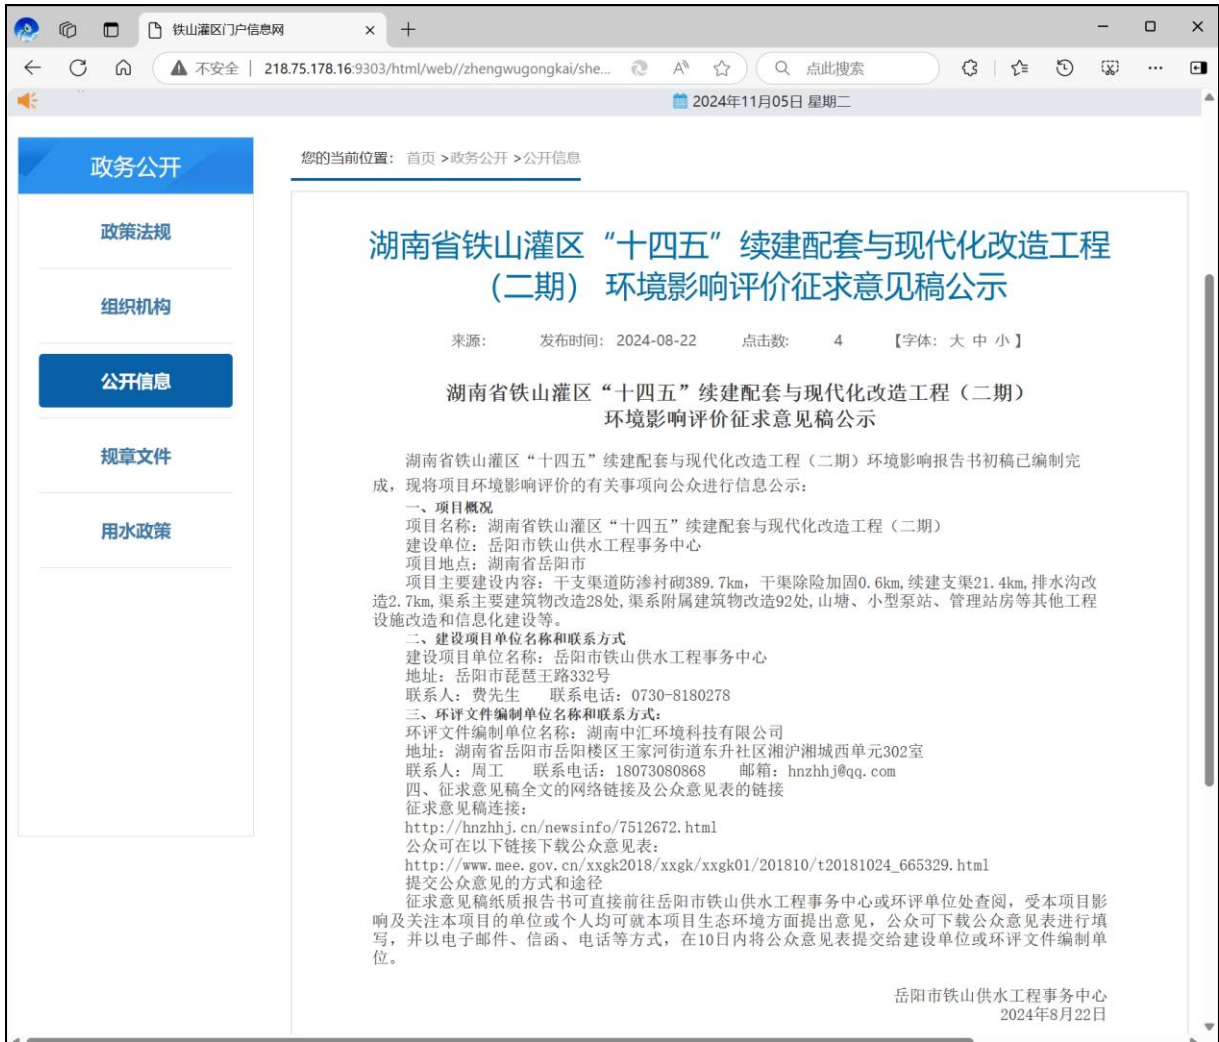 铁山灌区门户信息网
不安全 | 218.75.178.16:9303/html/web//zhengwugongkai/she... 点此搜索
2024年11月05日 星期二
政务公开
政策法规
组织机构
公开信息
规章文件
用水政策
您的当前位置： 首页 >政务公开 >公开信息
湖南省铁山灌区“十四五”续建配套与现代化改造工程
（二期） 环境影响评价征求意见稿公示
来源： 发布时间： 2024-08-22 点击数： 4 【字体： 大 中 小 】
湖南省铁山灌区“十四五”续建配套与现代化改造工程（二期）
环境影响评价征求意见稿公示
湖南省铁山灌区“十四五”续建配套与现代化改造工程（二期）环境影响报告书初稿已编制完
成，现将项目环境影响评价的有关事项向公众进行信息公示：
一、项目概况
项目名称：湖南省铁山灌区“十四五”续建配套与现代化改造工程（二期）
建设单位：岳阳市铁山供水工程事务中心
项目地点：湖南省岳阳市
项目主要建设内容：干支渠道防渗衬砌389.7km，干渠除险加固0.6km,续建支渠21.4km,排水沟改
造2.7km,渠系主要建筑物改造28处,渠系附属建筑物改造92处,山塘、小型泵站、管理站房等其他工程
设施改造和信息化建设等。
二、建设项目单位名称和联系方式
建设项目单位名称：岳阳市铁山供水工程事务中心
地址：岳阳市琵琶王路332号
联系人：费先生 联系电话：0730-8180278
三、环评文件编制单位名称和联系方式：
环评文件编制单位名称：湖南中汇环境科技有限公司
地址：湖南省岳阳市岳阳楼区王家河街道东升社区湘沪湘城西单元302室
联系人：周工 联系电话：18073080868 邮箱：hnzhhj@qq.com
四、征求意见稿全文的网络链接及公众意见表的链接
征求意见稿连接：
http://hnzhhj.cn/newsinfo/7512672.html
公众可在以下链接下载公众意见表：
http://www.mee.gov.cn/xxgk2018/xxgk/xxgk01/201810/t20181024_665329.html
提交公众意见的方式和途径
征求意见稿纸质报告书可直接前往岳阳市铁山供水工程事务中心或环评单位处查阅，受本项目影
响及关注本项目的单位或个人均可就本项目生态环境方面提出意见，公众可下载公众意见表进行填
写，并以电子邮件、信函、电话等方式，在10日内将公众意见表提交给建设单位或环评文件编制单
位。
岳阳市铁山供水工程事务中心
2024年8月22日